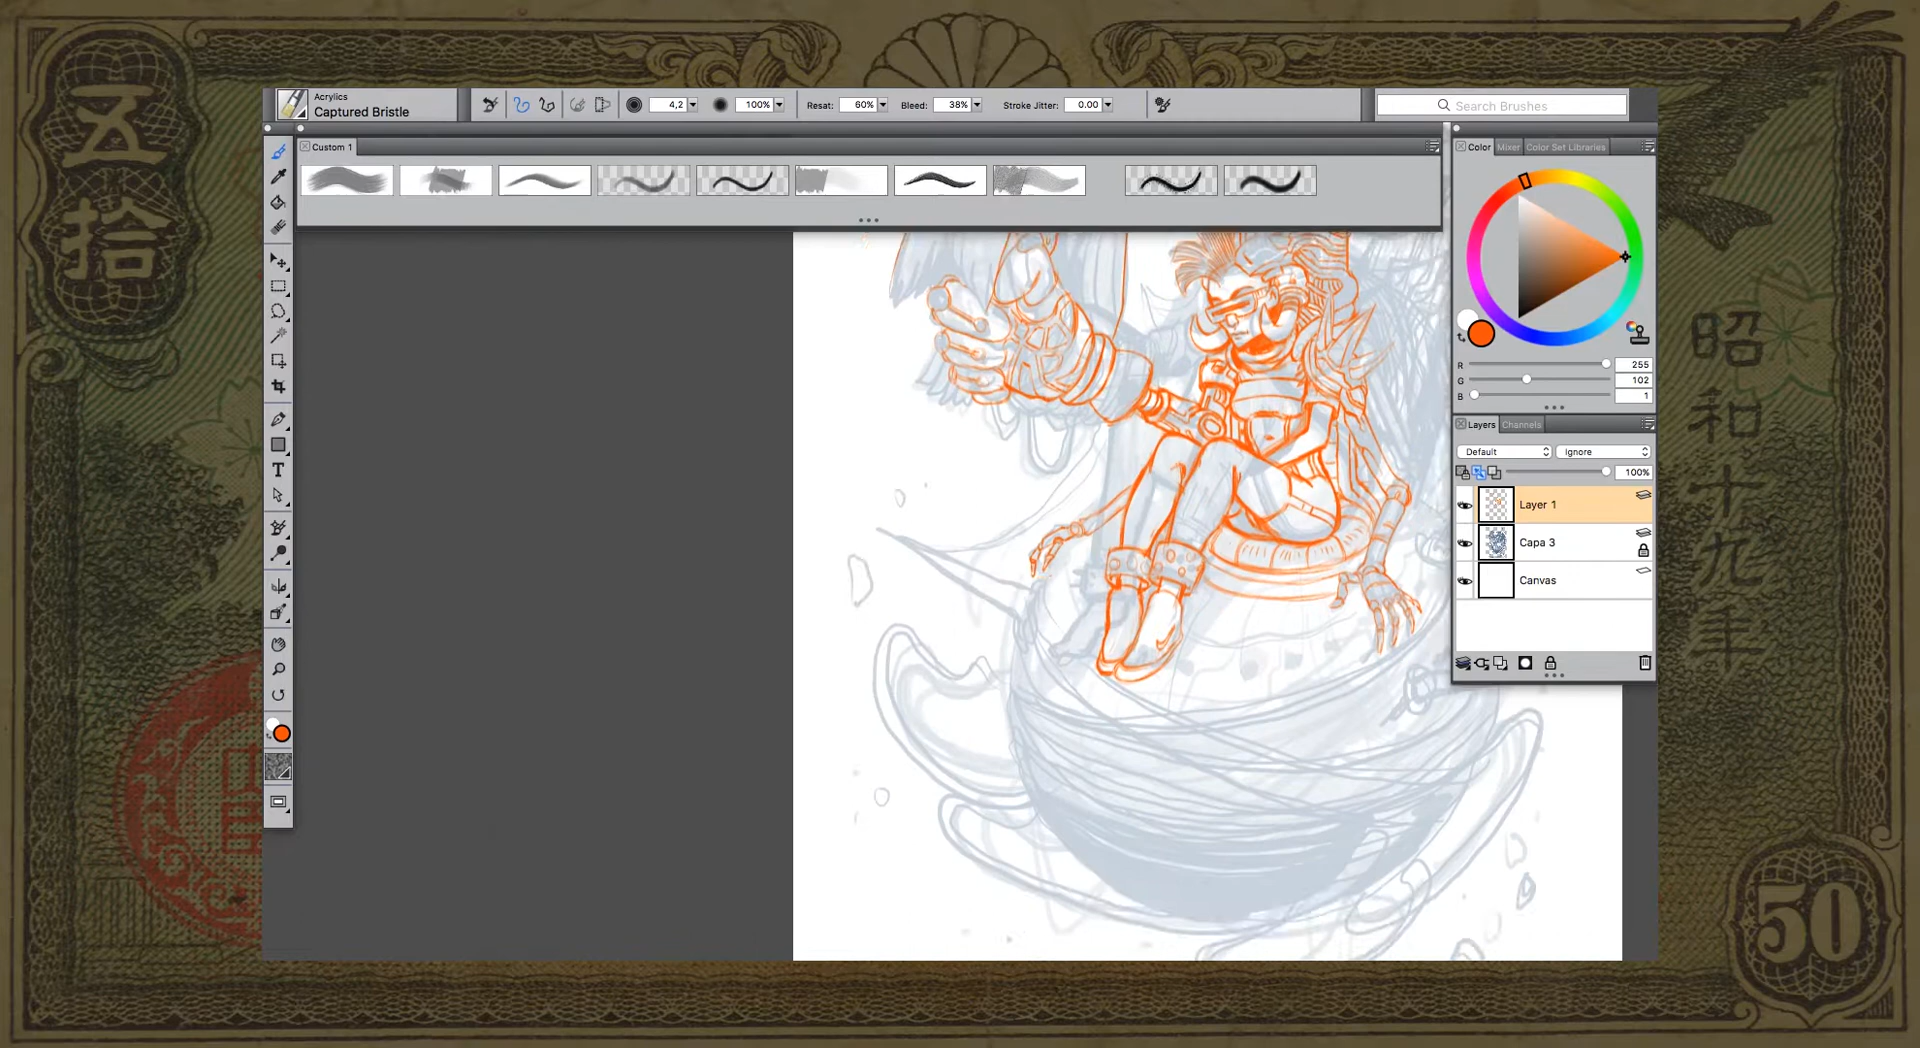 五拾
Acrylics
Captured Bristle
4,2
100%
Resat: 60%
Bleed: 38%
Stroke Jitter: 0.00
Search Brushes
Custom 1
Color
Mixer
Color Set Libraries
R 255
G 102
B 1
Layers
Channels
Default
Ignore
100%
Layer 1
Capa 3
Canvas
T
昭和十九年
50